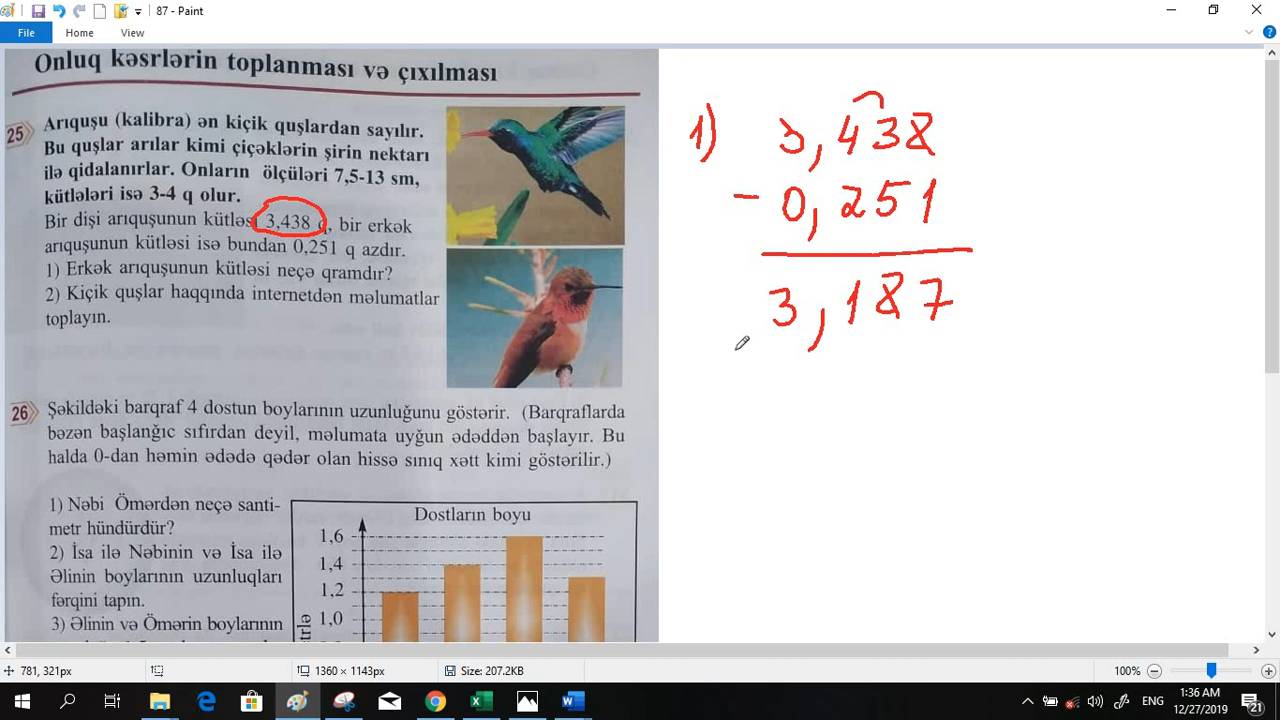 87 - Paint
File Home View
Onluq kəsrlərin toplanması və çıxılması
25
Arıquşu (kalibra) ən kiçik quşlardan sayılır.
Bu quşlar arılar kimi çiçəklərin şirin nektarı
ilə qidalanırlar. Onların ölçüləri 7,5-13 sm,
kütlələri isə 3-4 q olur.
Bir dişi arıquşunun kütləsi 3,438 q, bir erkək
arıquşunun kütləsi isə bundan 0,251 q azdır.
1) Erkək arıquşunun kütləsi neçə qramdır?
2) Kiçik quşlar haqqında internetdən məlumatlar
toplayın.
1) 3,438
- 0,251
3,187
26
Şəkildəki barqraf 4 dostun boylarının uzunluğunu göstərir. (Barqraflarda
bəzən başlanğıc sıfırdan deyil, məlumata uyğun ədəddən başlayır. Bu
halda 0-dan həmin ədədə qədər olan hissə sınıq xətt kimi göstərilir.)
1) Nəbi Ömərdən neçə santi-
metr hündürdür?
2) İsa ilə Nəbinin və İsa ilə
Əlinin boylarının uzunluqları
fərqini tapın.
3) Əlinin və Ömərin boylarının
Dostların boyu
1,6
1,4
1,2
1,0
781, 321px
1360 × 1143px
Size: 207.2KB
100%
ENG
1:36 AM
12/27/2019
21